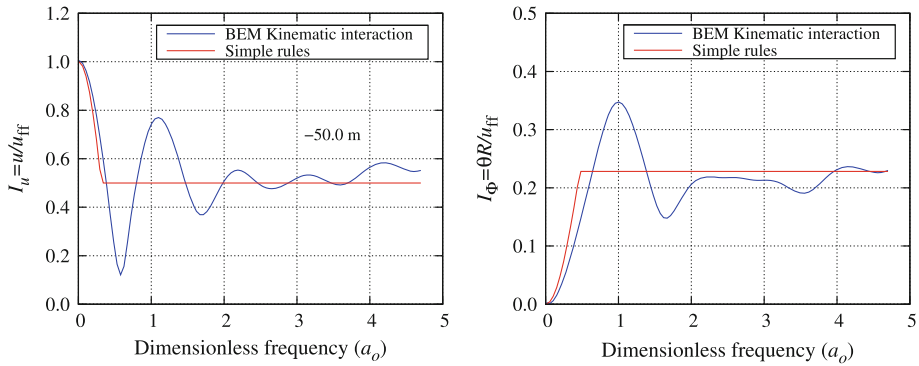 BEM Kinematic interaction
Simple rules
−50.0 m
1.2
1.0
0.8
0.6
0.4
0.2
0.0
I_u=u/u_ff
0 1 2 3 4 5
Dimensionless frequency (a_o)
BEM Kinematic interaction
Simple rules
0.5
0.4
0.3
0.2
0.1
0.0
I_Φ=θR/u_ff
0 1 2 3 4 5
Dimensionless frequency (a_o)